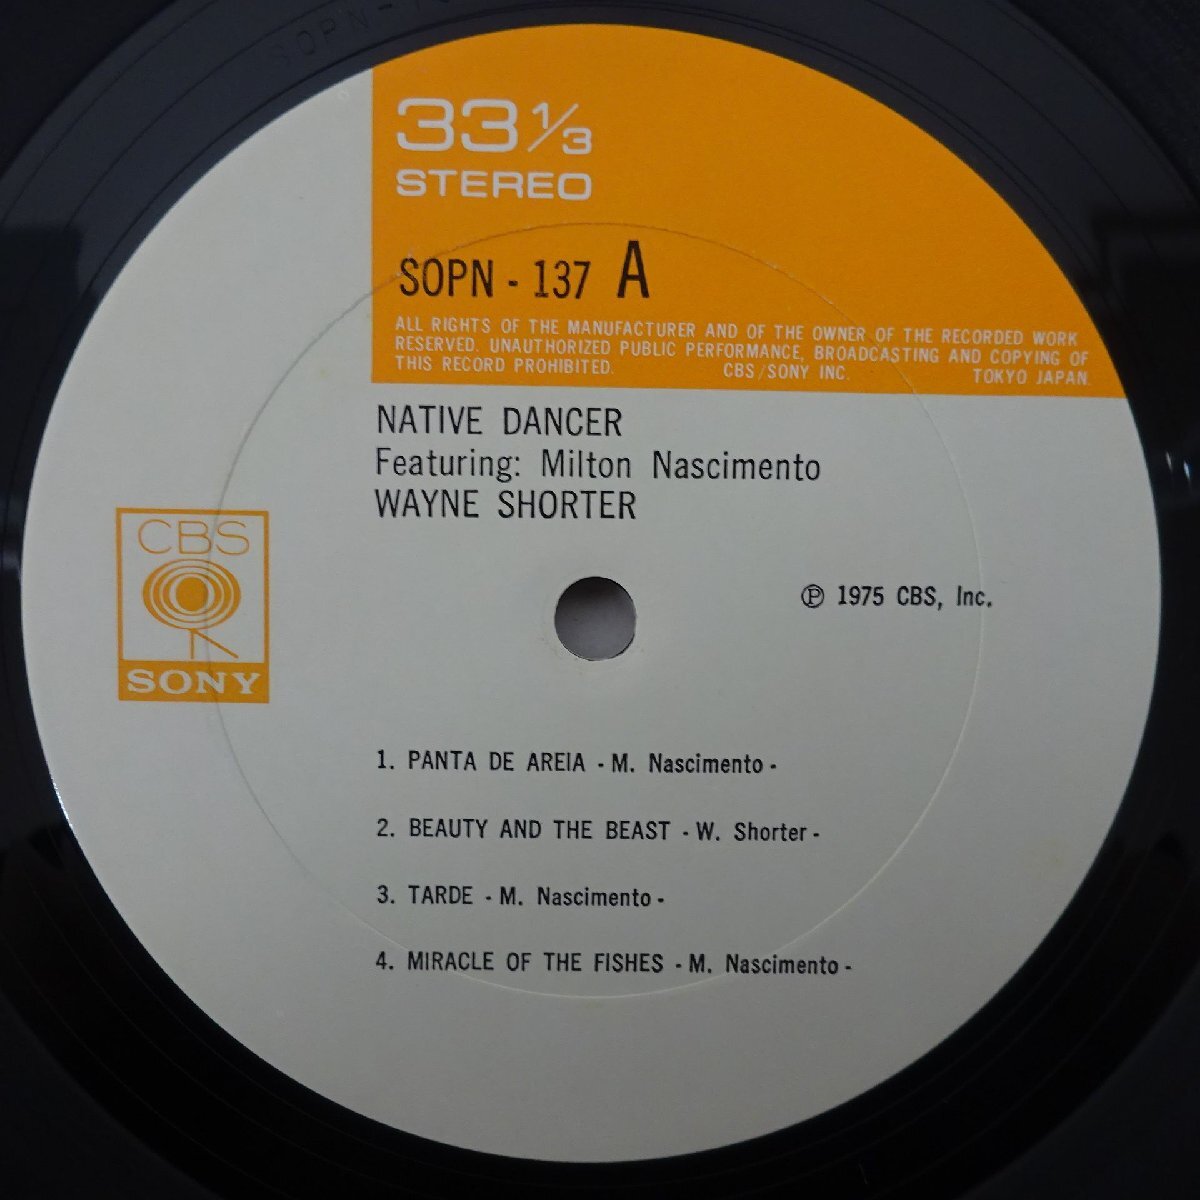 33 1/3
STEREO
SOPN - 137 A
ALL RIGHTS OF THE MANUFACTURER AND OF THE OWNER OF THE RECORDED WORK
RESERVED. UNAUTHORIZED PUBLIC PERFORMANCE, BROADCASTING AND COPYING OF
THIS RECORD PROHIBITED. CBS/SONY INC. TOKYO JAPAN.
NATIVE DANCER
Featuring: Milton Nascimento
WAYNE SHORTER
CBS
SONY
℗ 1975 CBS, Inc.
1. PANTA DE AREIA - M. Nascimento -
2. BEAUTY AND THE BEAST - W. Shorter -
3. TARDE - M. Nascimento -
4. MIRACLE OF THE FISHES - M. Nascimento -